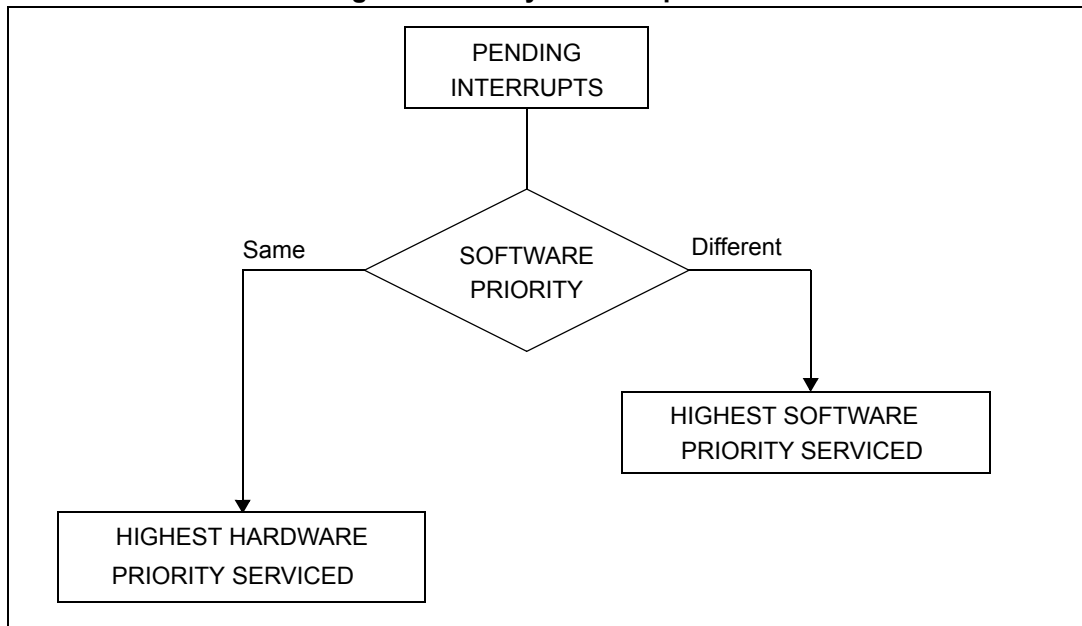 PENDING
INTERRUPTS
Same
SOFTWARE
PRIORITY
Different
HIGHEST SOFTWARE
PRIORITY SERVICED
HIGHEST HARDWARE
PRIORITY SERVICED